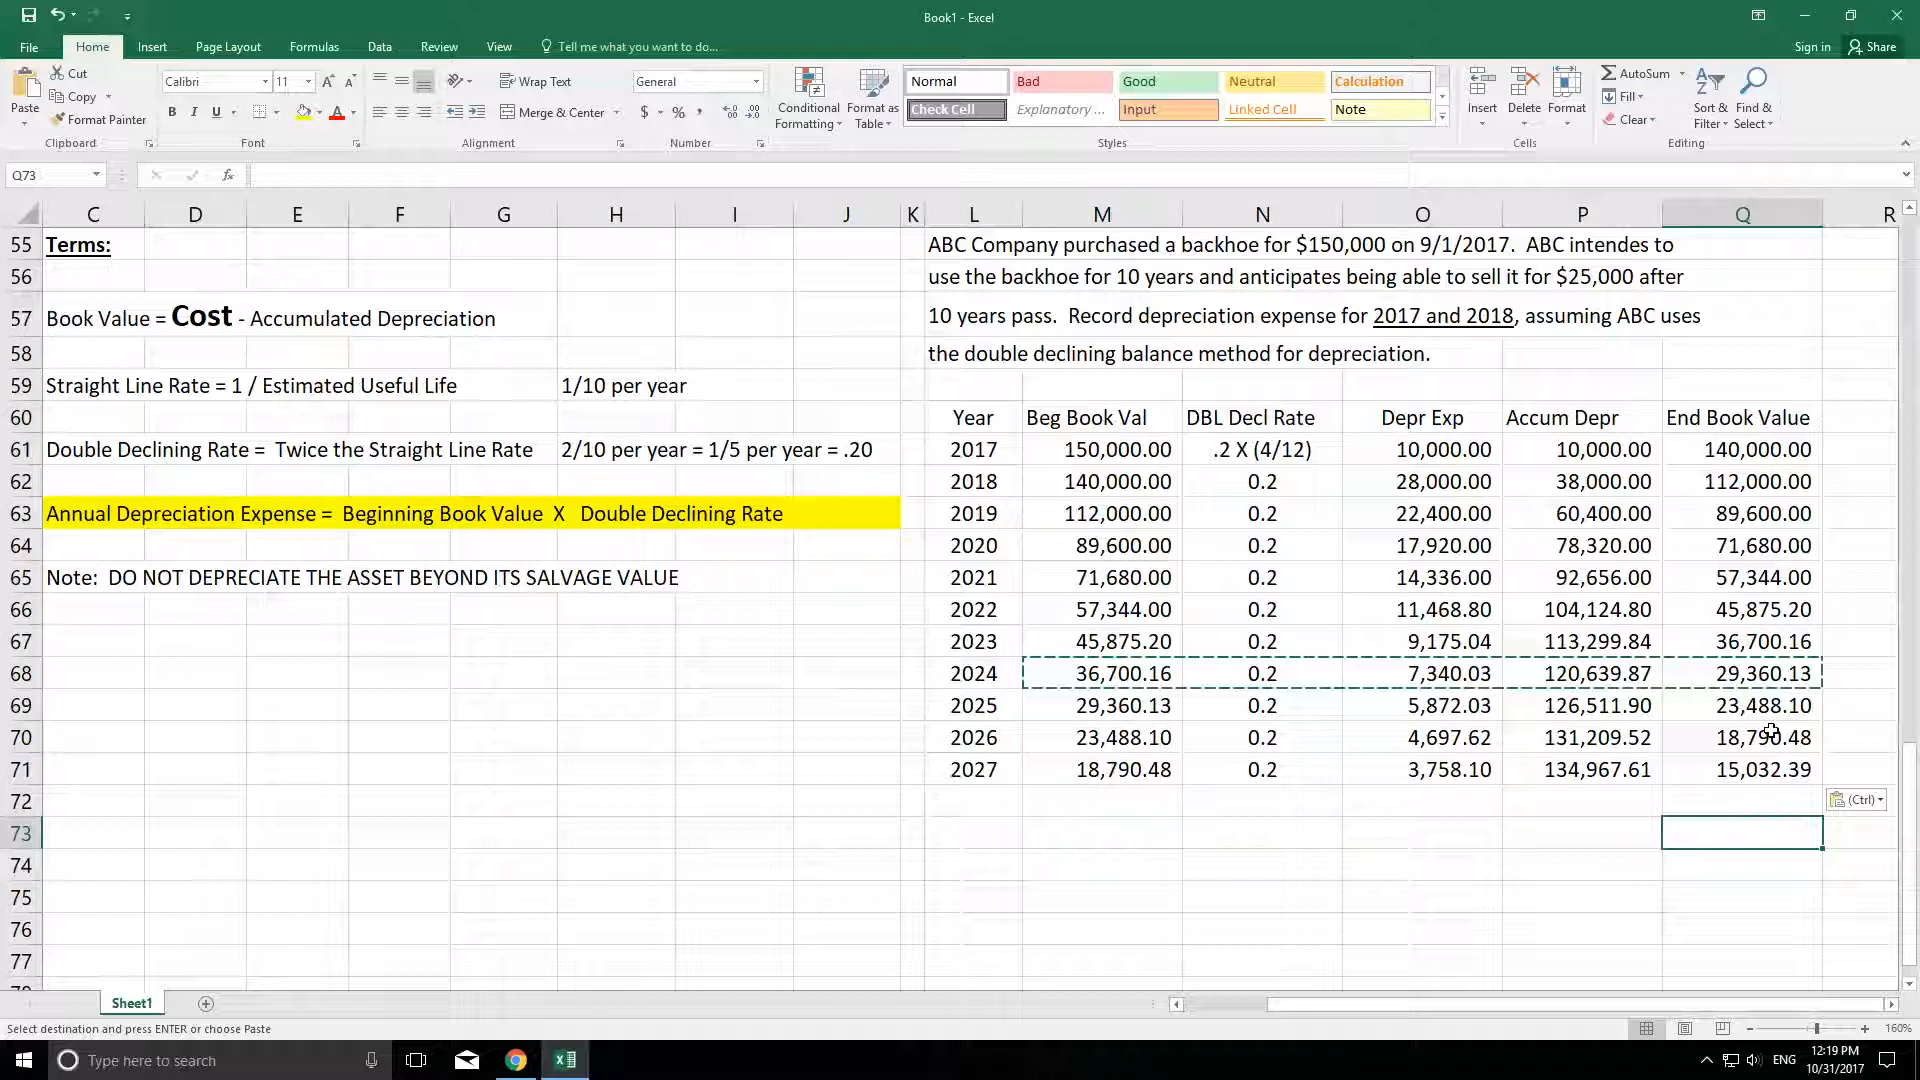 Book1 - Excel
File Home Insert Page Layout Formulas Data Review View Tell me what you want to do... Sign in Share
Paste Cut Copy Format Painter Clipboard
Calibri 11 B I U Font
Wrap Text Merge & Center Alignment
General $ % , Number
Conditional Formatting Format as Table
Normal Bad Good Neutral Calculation
Check Cell Explanatory ... Input Linked Cell Note
Styles
Insert Delete Format Cells
AutoSum Fill Clear Sort & Filter Find & Select Editing
Q73 fx
C D E F G H I J K L M N O P Q R
55 Terms: ABC Company purchased a backhoe for $150,000 on 9/1/2017. ABC intendes to
56 use the backhoe for 10 years and anticipates being able to sell it for $25,000 after
57 Book Value = Cost - Accumulated Depreciation 10 years pass. Record depreciation expense for 2017 and 2018, assuming ABC uses
58 the double declining balance method for depreciation.
59 Straight Line Rate = 1 / Estimated Useful Life 1/10 per year
60 Year Beg Book Val DBL Decl Rate Depr Exp Accum Depr End Book Value
61 Double Declining Rate = Twice the Straight Line Rate 2/10 per year = 1/5 per year = .20 2017 150,000.00 .2 X (4/12) 10,000.00 10,000.00 140,000.00
62 2018 140,000.00 0.2 28,000.00 38,000.00 112,000.00
63 Annual Depreciation Expense = Beginning Book Value X Double Declining Rate 2019 112,000.00 0.2 22,400.00 60,400.00 89,600.00
64 2020 89,600.00 0.2 17,920.00 78,320.00 71,680.00
65 Note: DO NOT DEPRECIATE THE ASSET BEYOND ITS SALVAGE VALUE 2021 71,680.00 0.2 14,336.00 92,656.00 57,344.00
66 2022 57,344.00 0.2 11,468.80 104,124.80 45,875.20
67 2023 45,875.20 0.2 9,175.04 113,299.84 36,700.16
68 2024 36,700.16 0.2 7,340.03 120,639.87 29,360.13
69 2025 29,360.13 0.2 5,872.03 126,511.90 23,488.10
70 2026 23,488.10 0.2 4,697.62 131,209.52 18,790.48
71 2027 18,790.48 0.2 3,758.10 134,967.61 15,032.39
72 (Ctrl)
73
74
75
76
77
Sheet1
Select destination and press ENTER or choose Paste 160%
Type here to search ENG 12:19 PM
10/31/2017